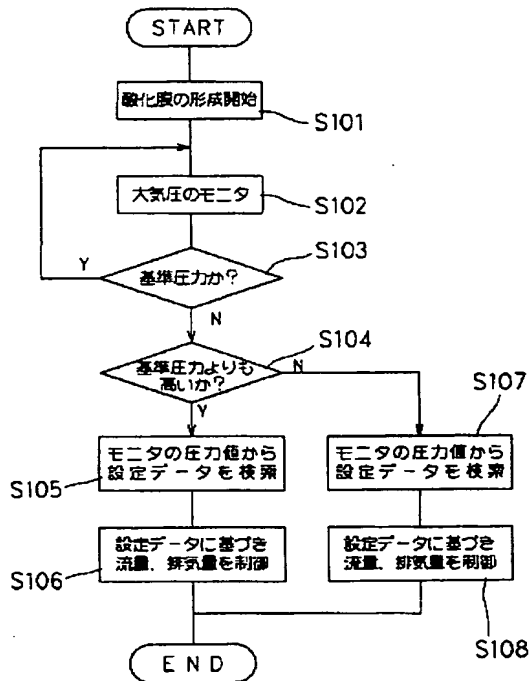 START
酸化膜の形成開始
S101
大気圧のモニタ
S102
Y
基準圧力か?
S103
N
基準圧力よりも
高いか?
S104
N
Y
モニタの圧力値から
設定データを検索
S105
モニタの圧力値から
設定データを検索
S107
設定データに基づき
流量、排気量を制御
S106
設定データに基づき
流量、排気量を制御
S108
END